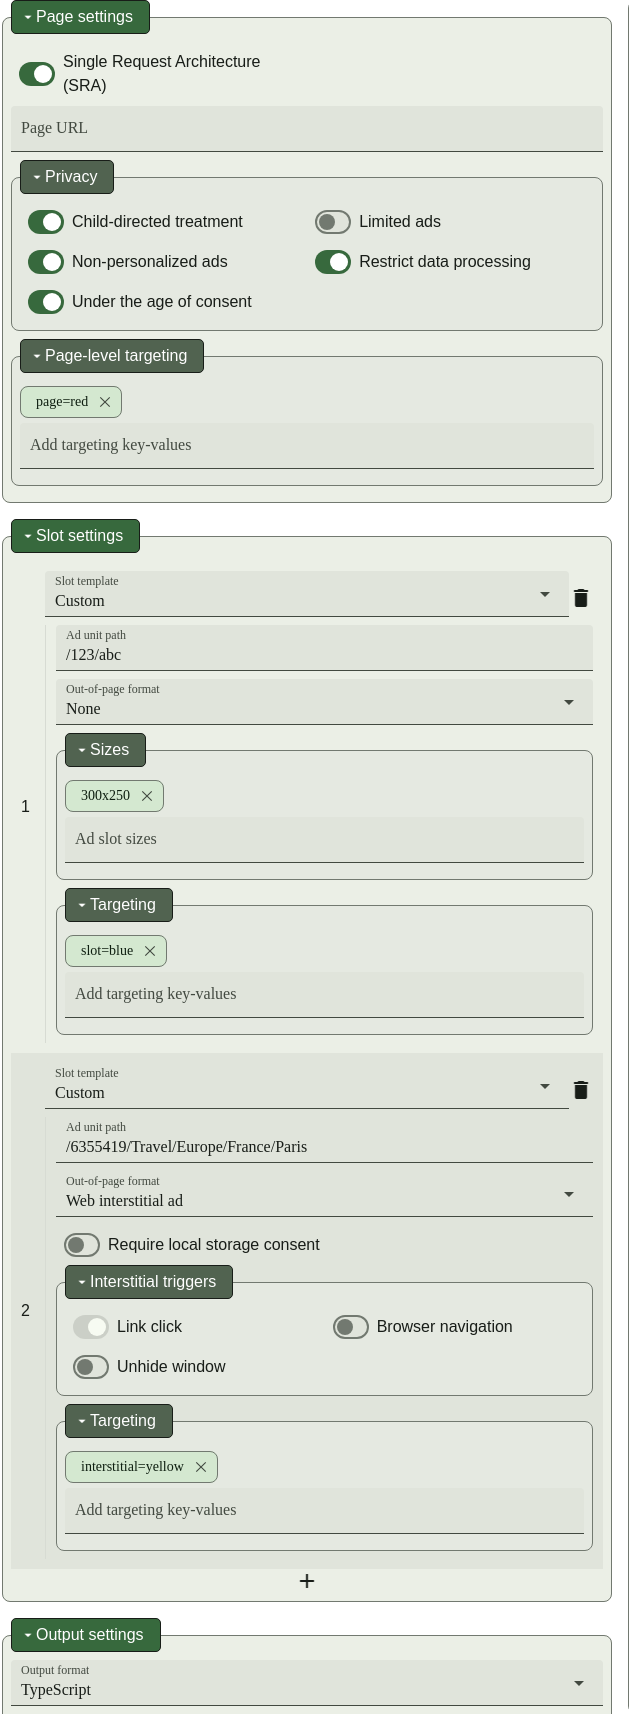 Page settings
Single Request Architecture
(SRA)
Page URL
Privacy
Child-directed treatment
Limited ads
Non-personalized ads
Restrict data processing
Under the age of consent
Page-level targeting
page=red
Add targeting key-values
Slot settings
Slot template
Custom
Ad unit path
/123/abc
Out-of-page format
None
Sizes
300x250
1
Ad slot sizes
Targeting
slot=blue
Add targeting key-values
Slot template
Custom
Ad unit path
/6355419/Travel/Europe/France/Paris
Out-of-page format
Web interstitial ad
Require local storage consent
Interstitial triggers
2
Link click
Browser navigation
Unhide window
Targeting
interstitial=yellow
Add targeting key-values
+
Output settings
Output format
TypeScript